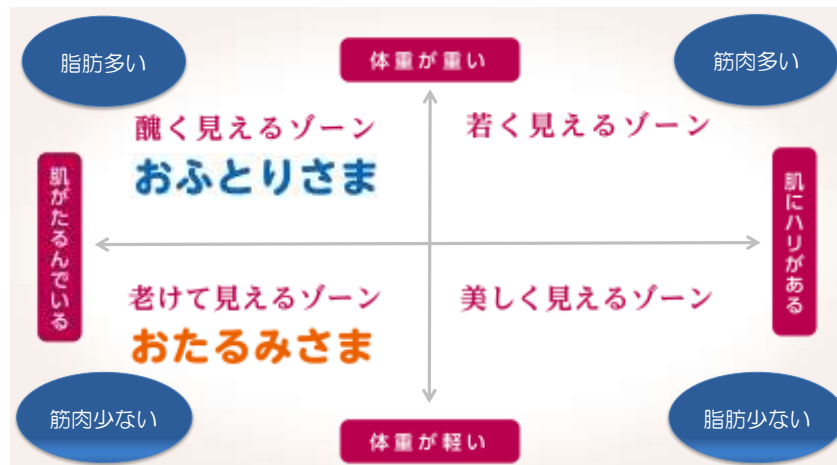 脂肪多い
体重が重い
筋肉多い
醜く見えるゾーン
おふとりさま
若く見えるゾーン
肌がたるんでいる
肌にハリがある
老けて見えるゾーン
おたるみさま
美しく見えるゾーン
筋肉少ない
体重が軽い
脂肪少ない